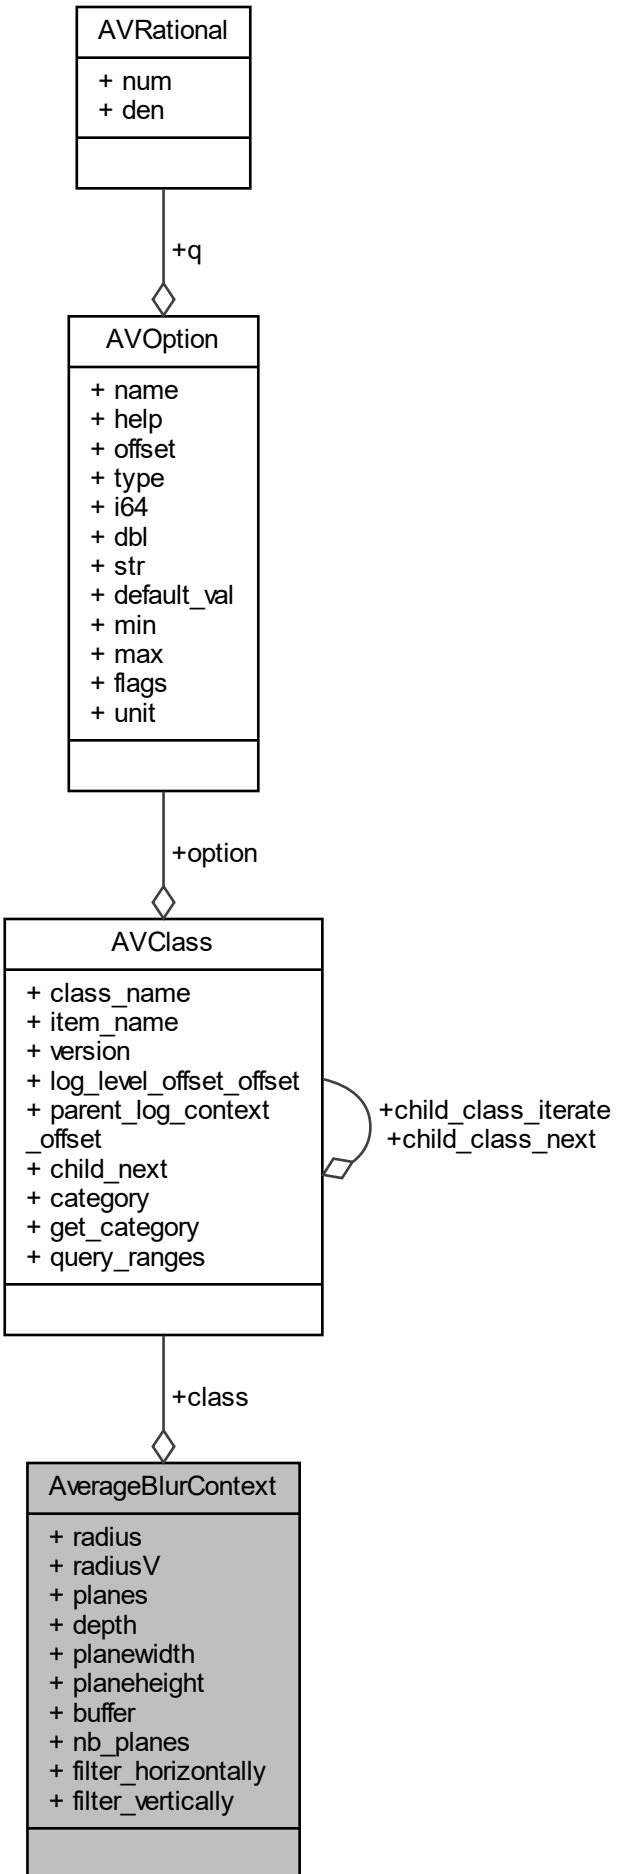 AVRational
+ num
+ den
+q
AVOption
+ name
+ help
+ offset
+ type
+ i64
+ dbl
+ str
+ default_val
+ min
+ max
+ flags
+ unit
+option
AVClass
+ class_name
+ item_name
+ version
+ log_level_offset_offset
+ parent_log_context
_offset
+ child_next
+ category
+ get_category
+ query_ranges
+child_class_iterate
+child_class_next
+class
AverageBlurContext
+ radius
+ radiusV
+ planes
+ depth
+ planewidth
+ planeheight
+ buffer
+ nb_planes
+ filter_horizontally
+ filter_vertically